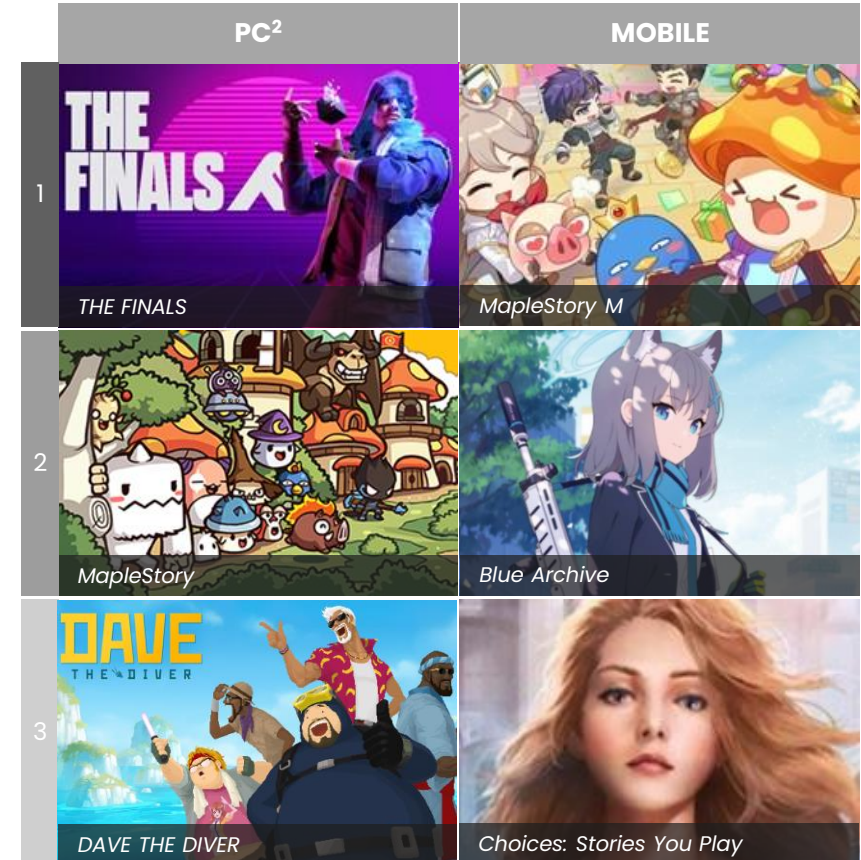 PC²
MOBILE
1
THE
FINALS
THE FINALS
MapleStory M
2
MapleStory
Blue Archive
3
DAVE
THE DIVER
DAVE THE DIVER
Choices: Stories You Play